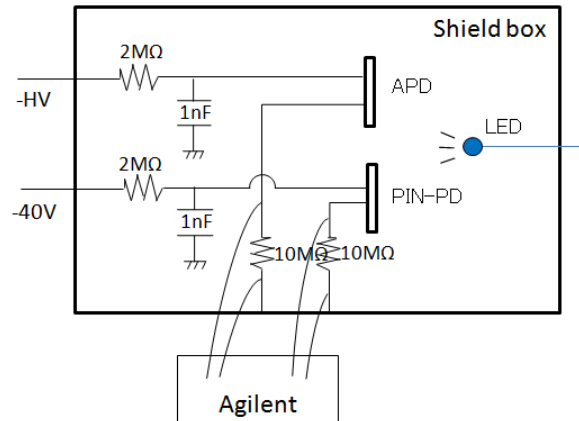 Shield box
2MΩ
-HV
1nF
APD
LED
2MΩ
-40V
1nF
PIN-PD
10MΩ
10MΩ
Agilent